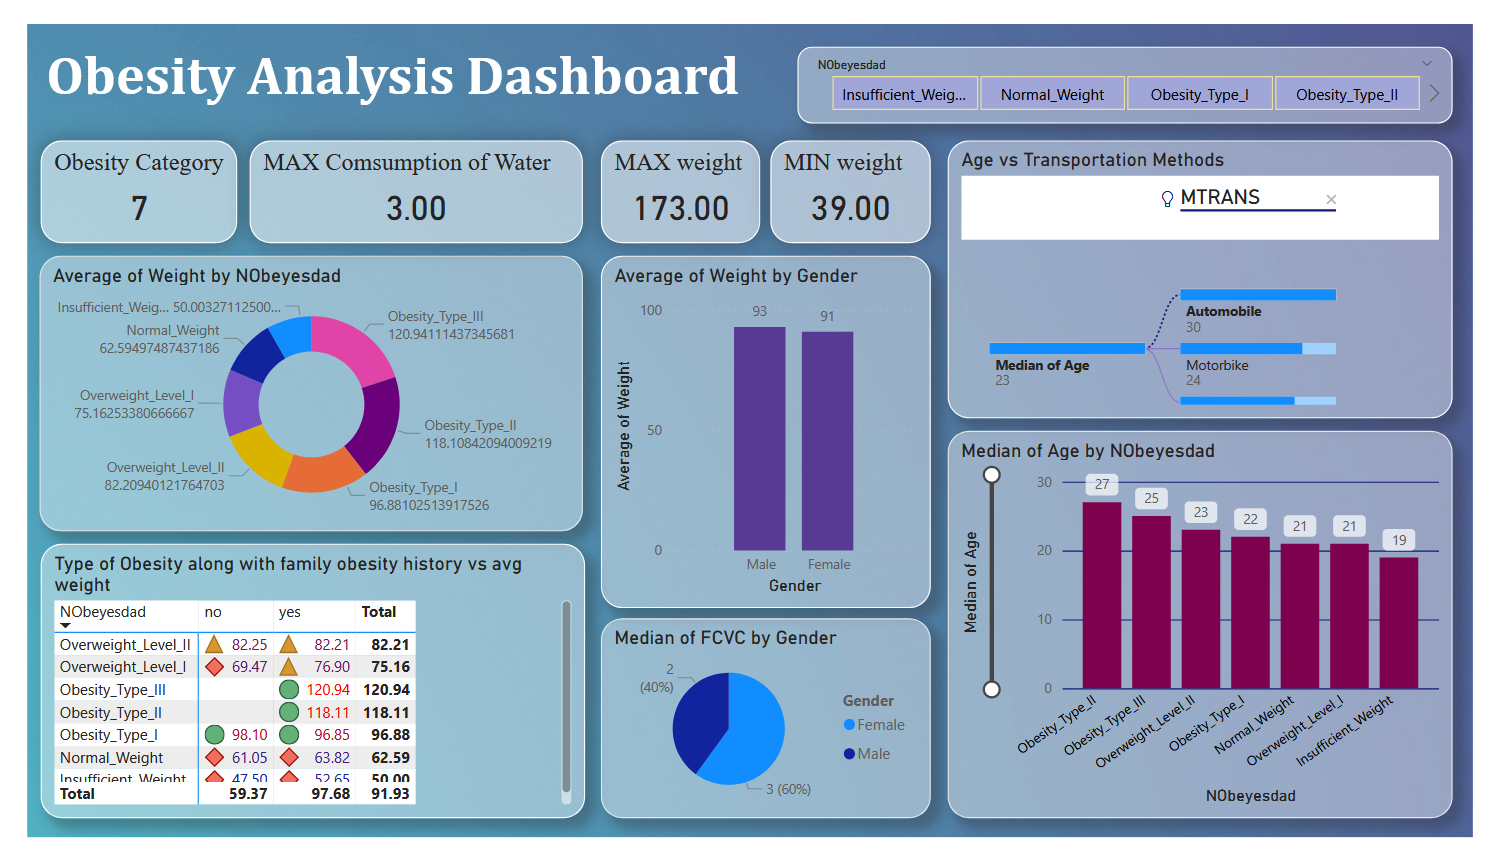 Obesity Analysis Dashboard
NObeyesdad
Insufficient_Weig... Normal_Weight Obesity_Type_I Obesity_Type_II
Obesity Category
7
MAX Comsumption of Water
3.00
MAX weight
173.00
MIN weight
39.00
Age vs Transportation Methods
MTRANS
Automobile
30
Median of Age
23
Motorbike
24
Average of Weight by NObeyesdad
Insufficient_Weig... 50.00327112500...
Obesity_Type_III
120.94111437345681
Normal_Weight
62.59497487437186
Overweight_Level_I
75.16253380666667
Obesity_Type_II
118.10842094009219
Overweight_Level_II
82.20940121764703
Obesity_Type_I
96.88102513917526
Average of Weight by Gender
Average of Weight
100
50
0
93
91
Male
Female
Gender
Median of Age by NObeyesdad
Median of Age
30
20
10
0
27
25
23
22
21
21
19
Obesity_Type_II
Obesity_Type_III
Overweight_Level_II
Obesity_Type_I
Normal_Weight
Overweight_Level_I
Insufficient_Weight
NObeyesdad
Type of Obesity along with family obesity history vs avg
weight
NObeyesdad no yes Total
Overweight_Level_II 82.25 82.21 82.21
Overweight_Level_I 69.47 76.90 75.16
Obesity_Type_III 120.94 120.94
Obesity_Type_II 118.11 118.11
Obesity_Type_I 98.10 96.85 96.88
Normal_Weight 61.05 63.82 62.59
Insufficient_Weight 47.50 52.65 50.00
Total 59.37 97.68 91.93
Median of FCVC by Gender
2
(40%)
3 (60%)
Gender
Female
Male